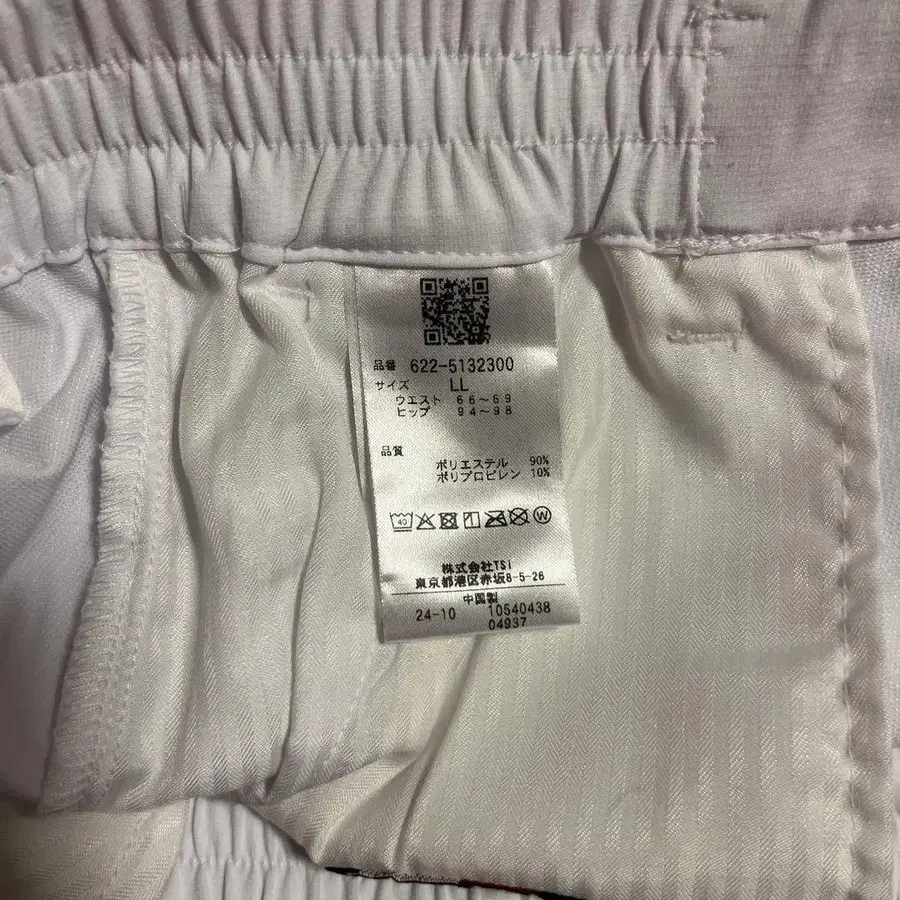 品番 622-5132300
サイズ LL
ウエスト 66～69
ヒップ 94～98
品質
ポリエステル 90%
ポリプロピレン 10%
40 W
株式会社TSI
東京都港区赤坂8-5-26
中国製
24-10 10540438
04937